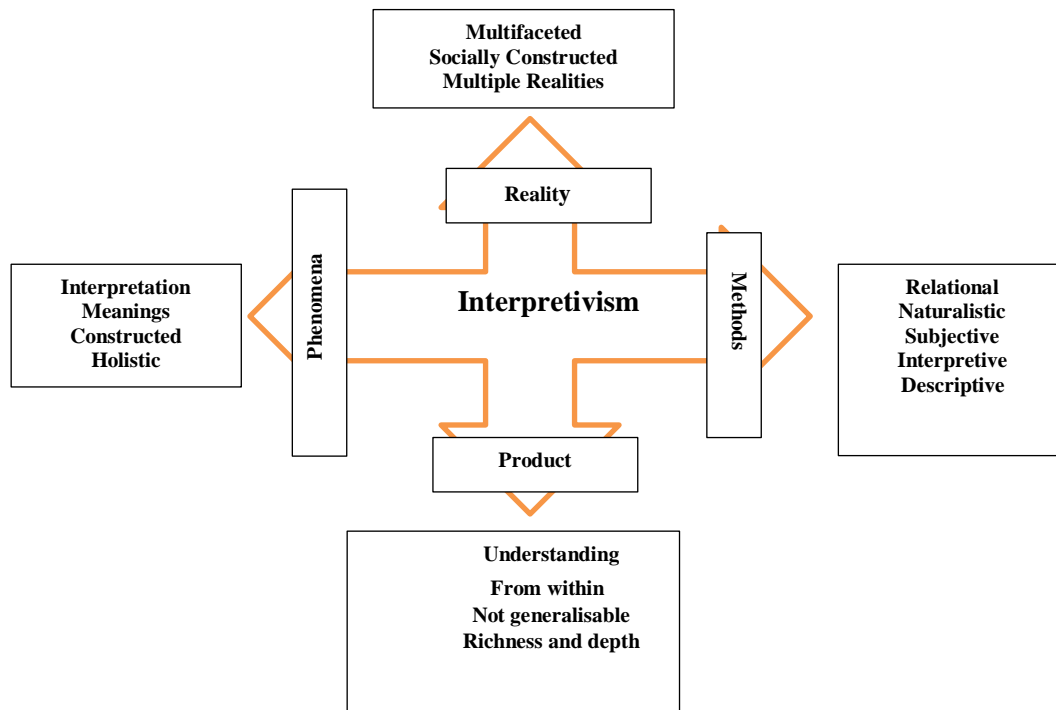 Multifaceted
Socially Constructed
Multiple Realities
Reality
Phenomena
Interpretation
Meanings
Constructed
Holistic
Interpretivism
Methods
Relational
Naturalistic
Subjective
Interpretive
Descriptive
Product
Understanding
From within
Not generalisable
Richness and depth